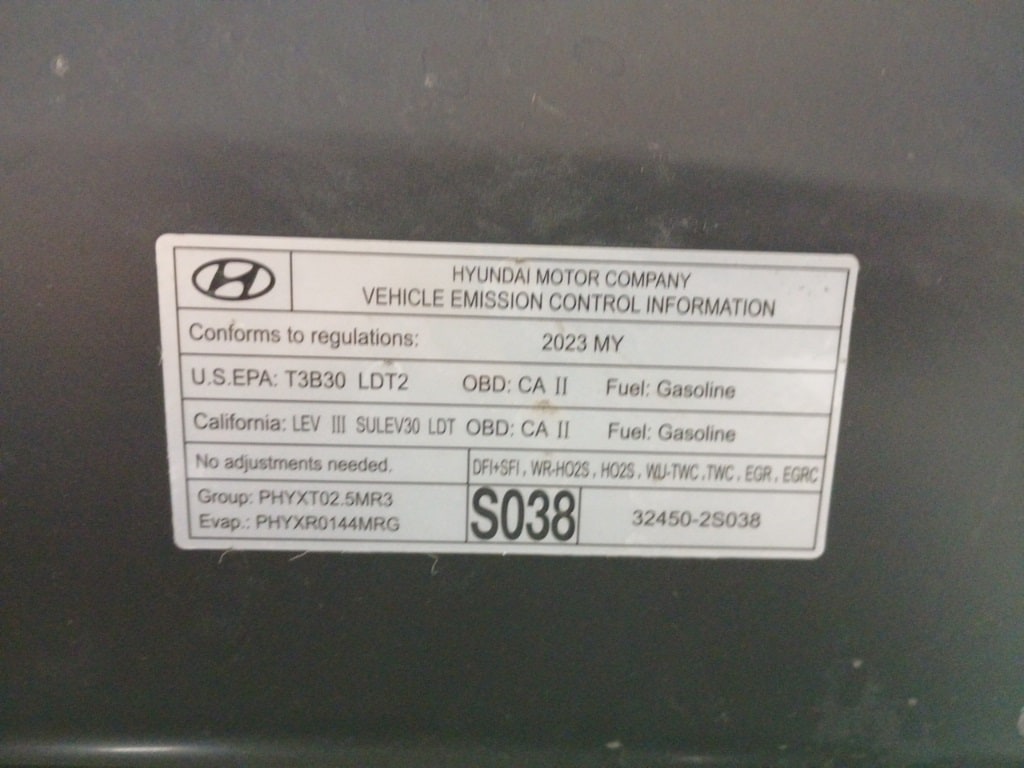 HYUNDAI MOTOR COMPANY
VEHICLE EMISSION CONTROL INFORMATION
Conforms to regulations: 2023 MY
U.S.EPA: T3B30 LDT2 OBD: CA II Fuel: Gasoline
California: LEV III SULEV30 LDT OBD: CA II Fuel: Gasoline
No adjustments needed. DFI+SFI, WR-HO2S, HO2S, WU-TWC, TWC, EGR, EGRC
Group: PHYXT02.5MR3
Evap.: PHYXR0144MRG
S038 32450-2S038